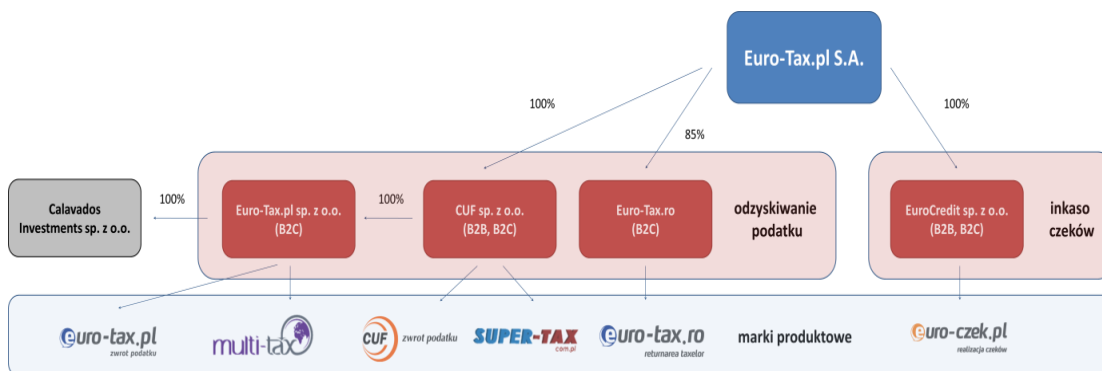 Euro-Tax.pl S.A.
100%
85%
100%
Calavados
Investments sp. z o.o.
100%
Euro-Tax.pl sp. z o.o.
(B2C)
100%
CUF sp. z o.o.
(B2B, B2C)
Euro-Tax.ro
(B2C)
odzyskiwanie
podatku
EuroCredit sp. z o.o.
(B2B, B2C)
inkaso
czeków
euro-tax.pl
zwrot podatku
multi-tax
CUF
zwrot podatku
SUPER-TAX
com.pl
euro-tax.ro
returnarea taxelor
marki produktowe
euro-czek.pl
realizacja czeków